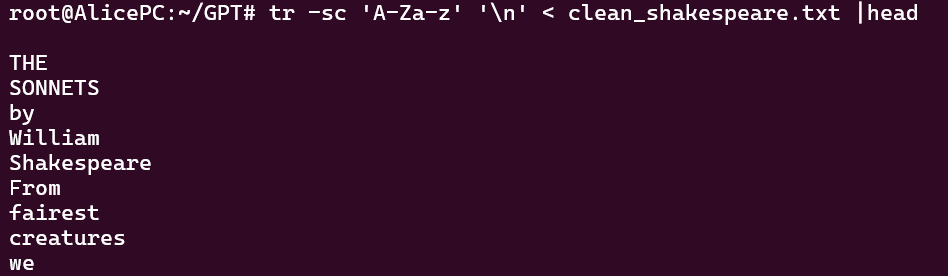 root@AlicePC:~/GPT# tr -sc 'A-Za-z' '\n' < clean_shakespeare.txt |head
THE
SONNETS
by
William
Shakespeare
From
fairest
creatures
we